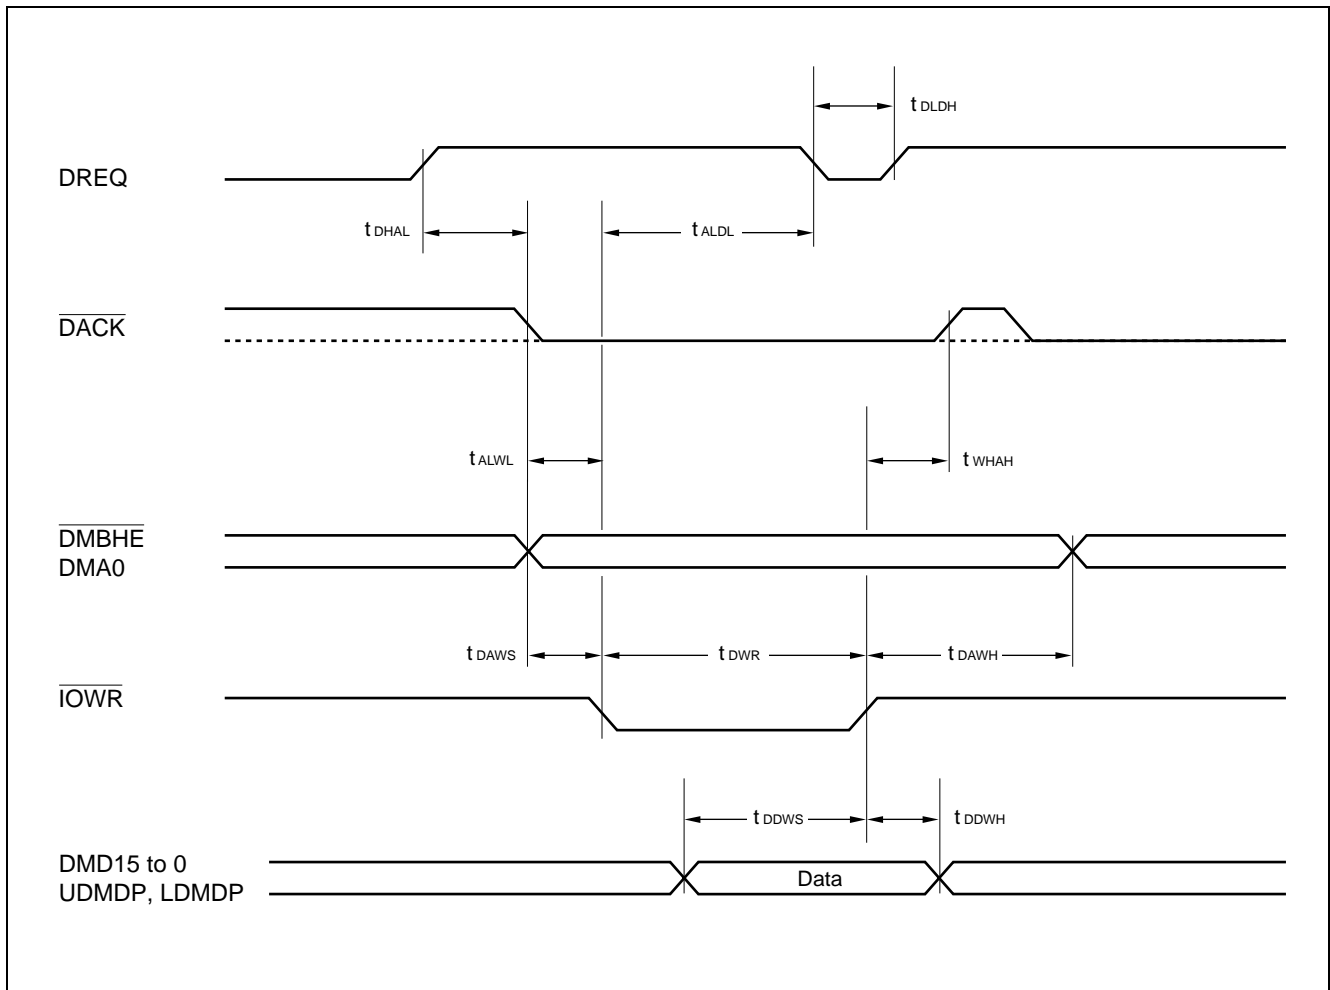 t DLDH
DREQ
t DHAL
t ALDL
DACK
t ALWL
t WHAH
DMBHE
DMA0
t DAWS
t DWR
t DAWH
IOWR
t DDWS
t DDWH
DMD15 to 0
UDMDP, LDMDP
Data